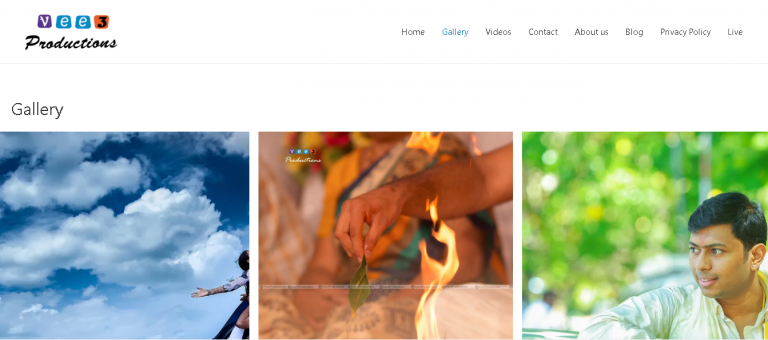 vee3
Productions
Home Gallery Videos Contact About us Blog Privacy Policy Live
Gallery
vee3
Productions